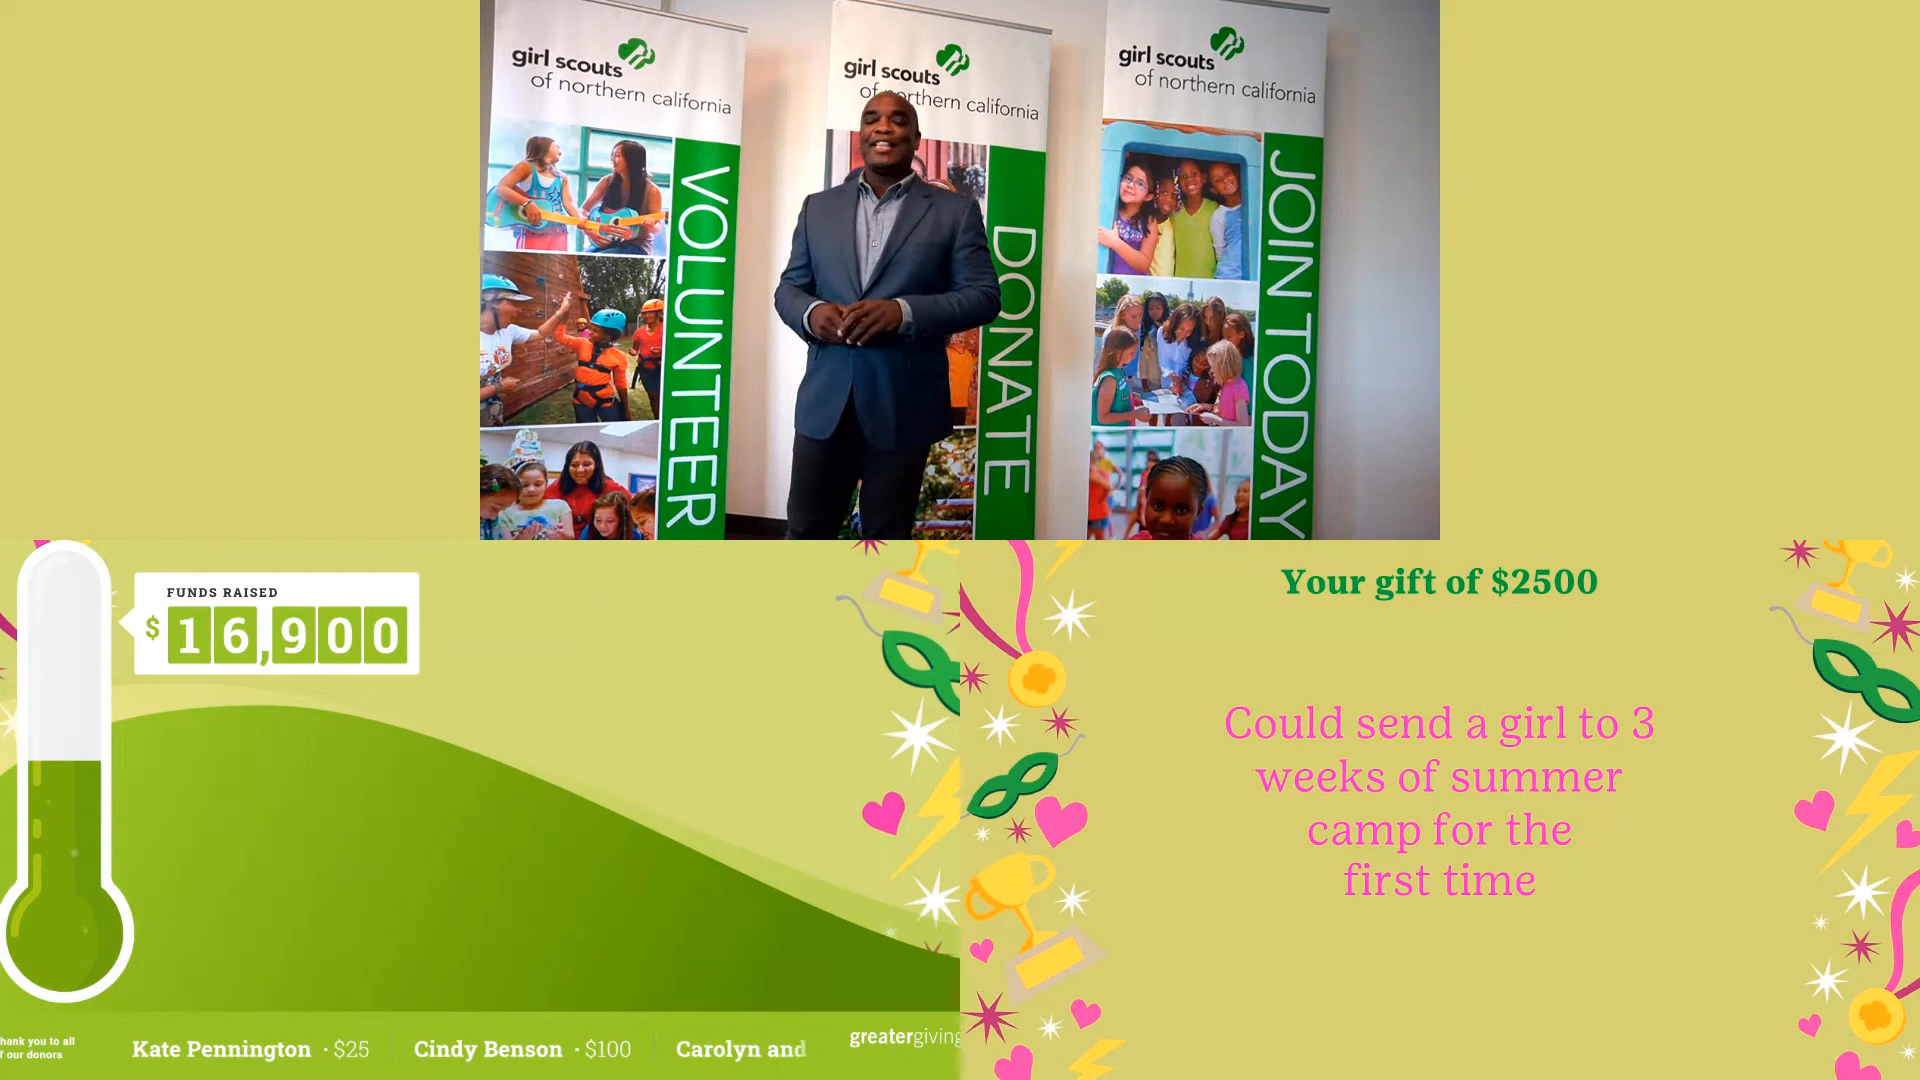 girl scouts
of northern california
VOLUNTEER
girl scouts
of northern california
DONATE
girl scouts
of northern california
JOIN TODAY
FUNDS RAISED
$16,900
hank you to all
f our donors
Kate Pennington · $25
Cindy Benson · $100
Carolyn and
greatergiving
Your gift of $2500
Could send a girl to 3
weeks of summer
camp for the
first time